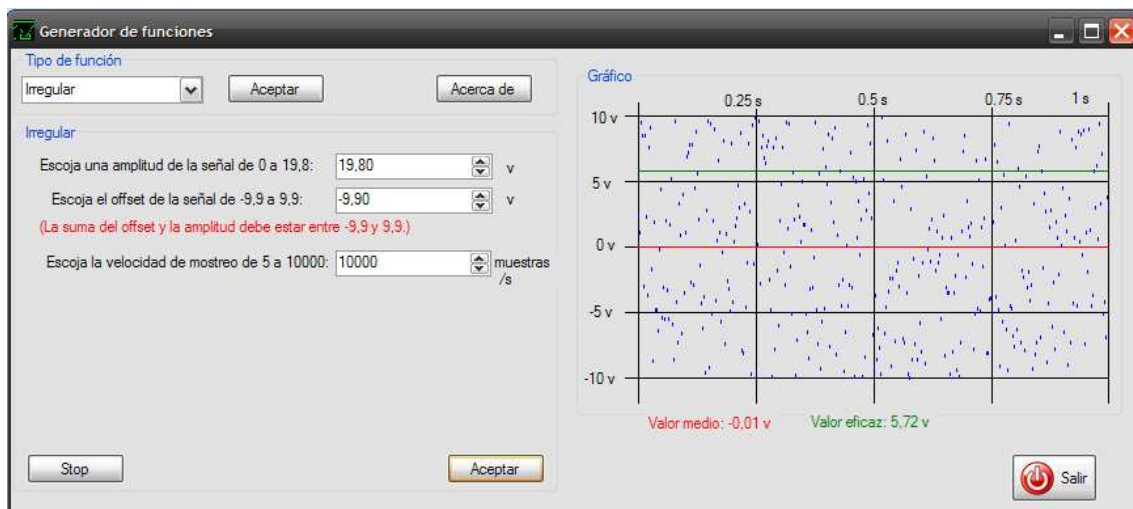 Generador de funciones
Tipo de función
Irregular
Aceptar
Acerca de
Irregular
Escoja una amplitud de la señal de 0 a 19,8:
19,80
v
Escoja el offset de la señal de -9,9 a 9,9:
-9,90
v
(La suma del offset y la amplitud debe estar entre -9,9 y 9,9.)
Escoja la velocidad de mostreo de 5 a 10000:
10000
muestras
/s
Stop
Aceptar
Gráfico
0.25 s
0.5 s
0.75 s
1 s
10 v
5 v
0 v
-5 v
-10 v
Valor medio: -0,01 v
Valor eficaz: 5,72 v
Salir